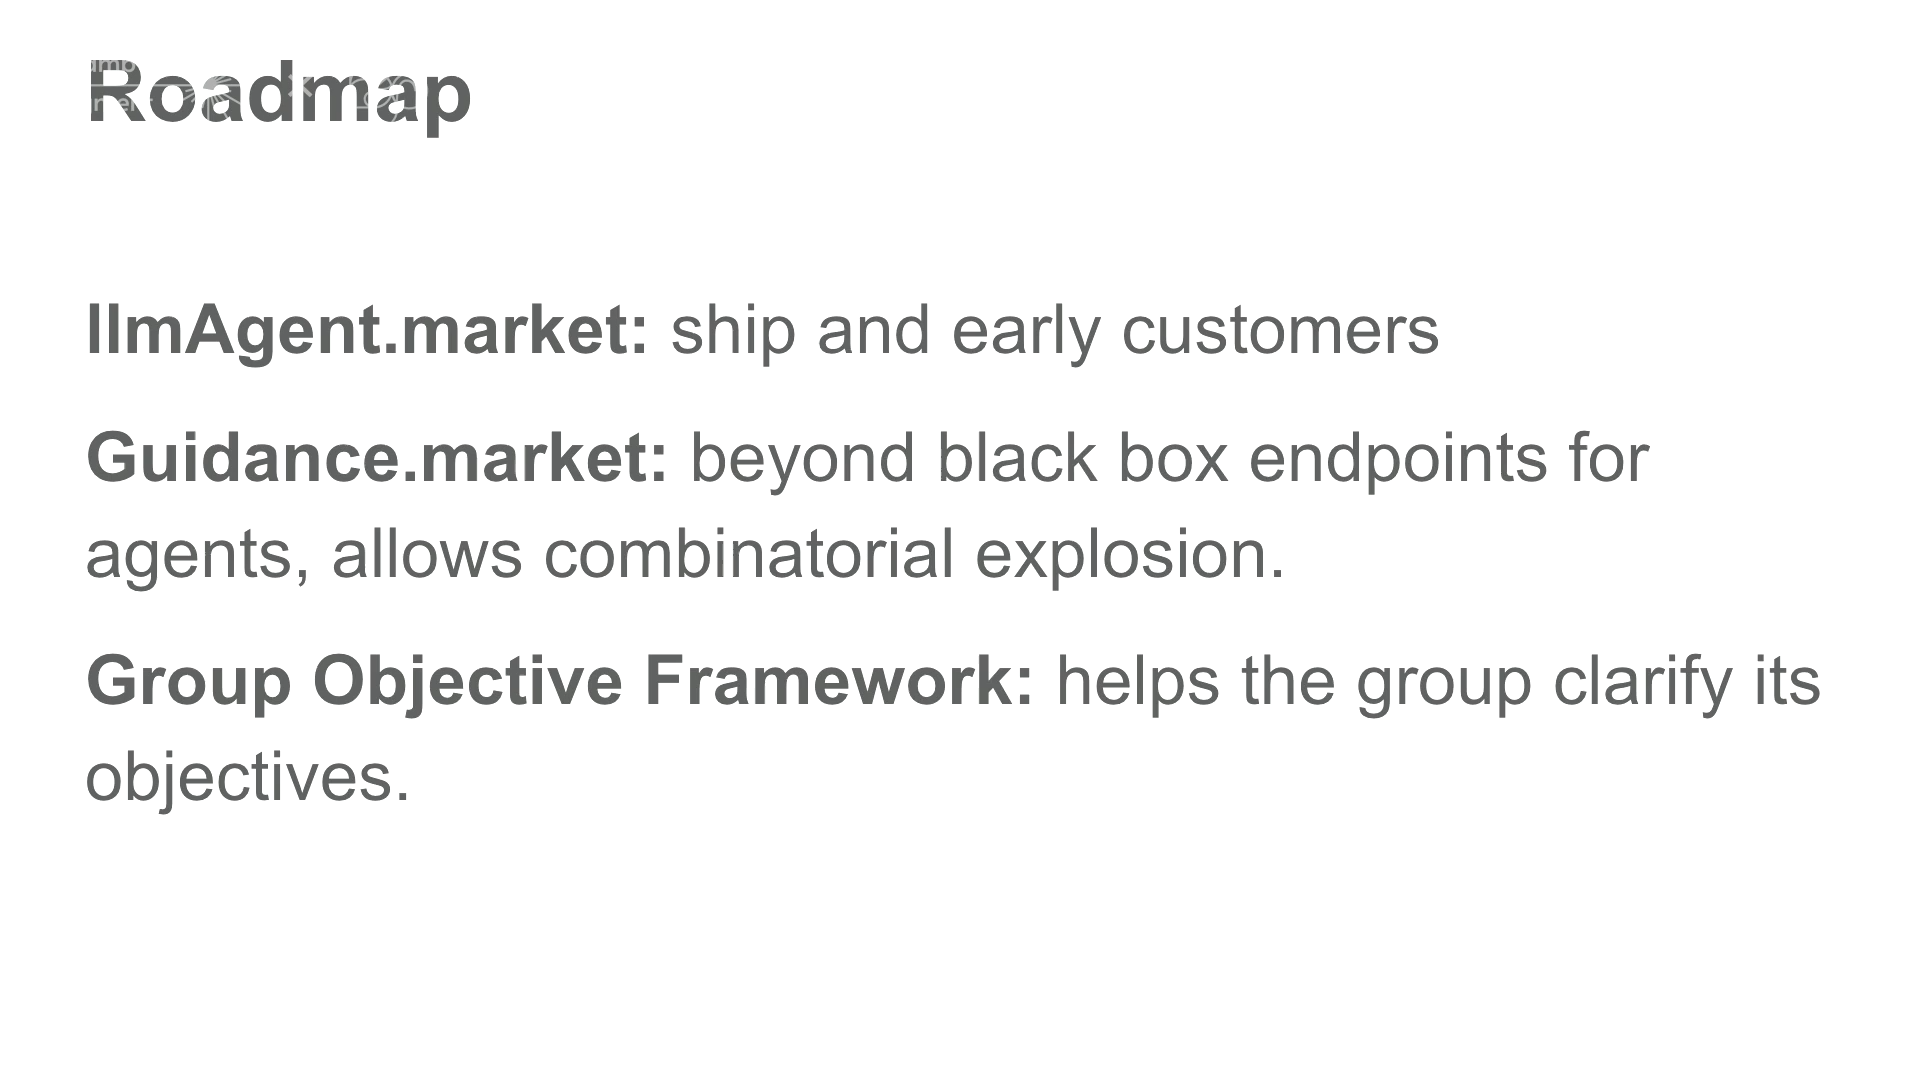 Roadmap
llmAgent.market: ship and early customers
Guidance.market: beyond black box endpoints for
agents, allows combinatorial explosion.
Group Objective Framework: helps the group clarify its
objectives.